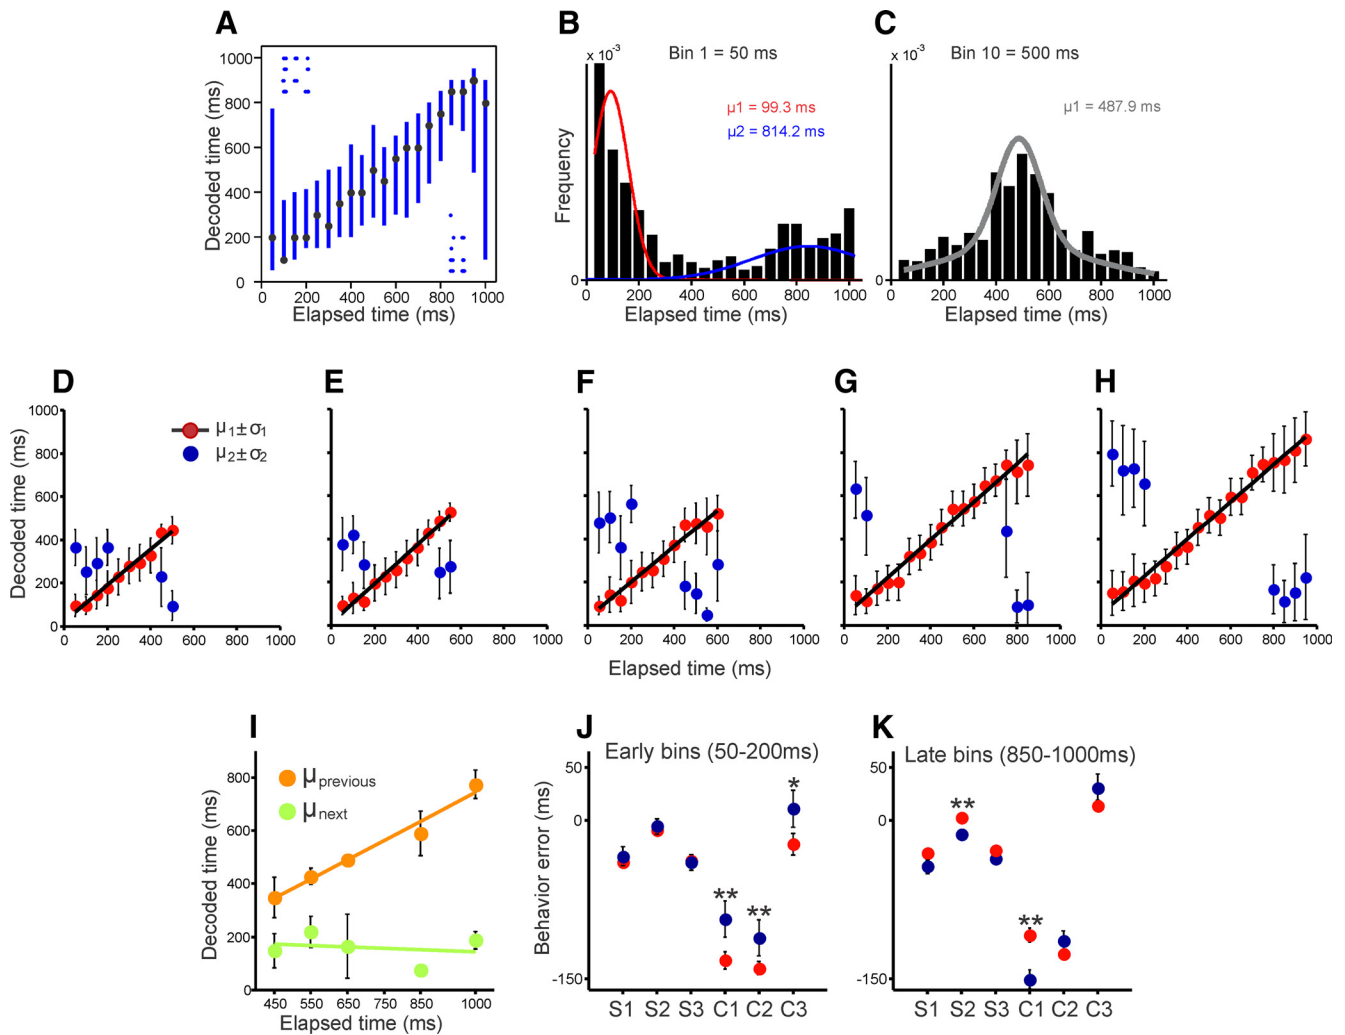 A
B
C
Decoded time (ms)
1000
800
600
400
200
0
0 200 400 600 800 1000
Elapsed time (ms)
x 10⁻³
Bin 1 = 50 ms
μ1 = 99.3 ms
μ2 = 814.2 ms
Frequency
0
0 200 400 600 800 1000
Elapsed time (ms)
x 10⁻³
Bin 10 = 500 ms
μ1 = 487.9 ms
0
0 200 400 600 800 1000
Elapsed time (ms)
D
E
F
G
H
Decoded time (ms)
1000
800
600
400
200
0
μ₁±σ₁
μ₂±σ₂
0 200 400 600 800 1000
200 400 600 800 1000
0 200 400 600 800 1000
0 200 400 600 800 1000
0 200 400 600 800 1000
Elapsed time (ms)
I
J
K
Decoded time (ms)
800
600
400
200
0
μprevious
μnext
450 550 650 750 850 1000
Elapsed time (ms)
Early bins (50-200ms)
Behavior error (ms)
50
0
-150
*
** **
S1 S2 S3 C1 C2 C3
Late bins (850-1000ms)
50
0
-150
**
**
S1 S2 S3 C1 C2 C3